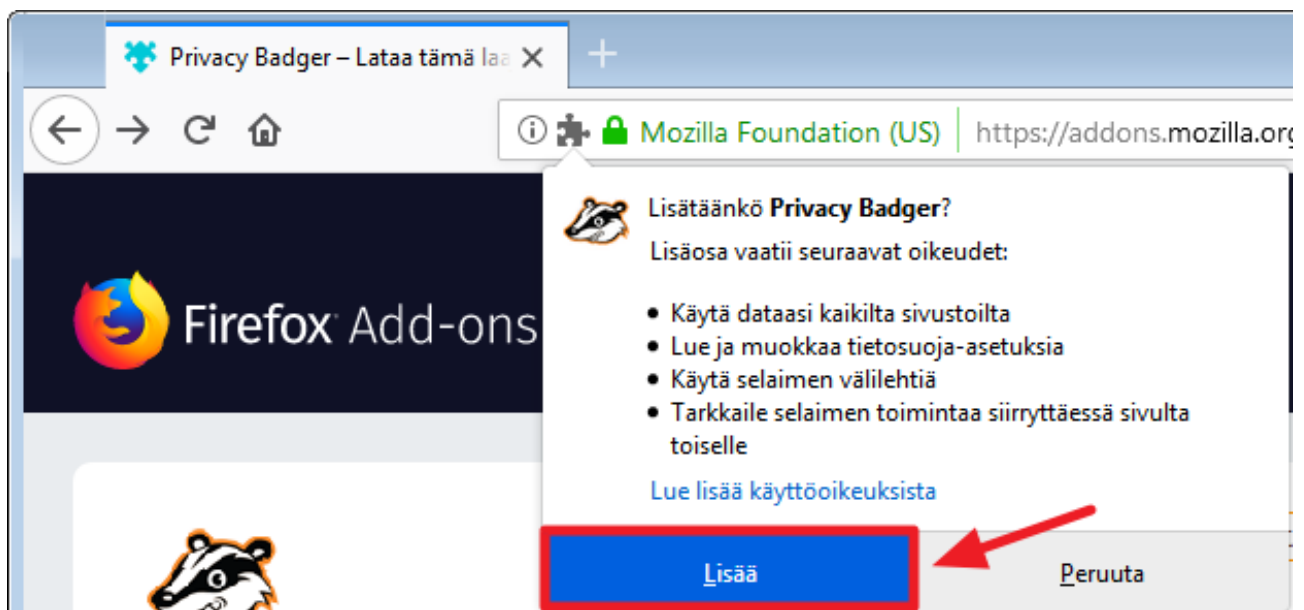 Privacy Badger – Lataa tämä laa
Mozilla Foundation (US) https://addons.mozilla.org
Lisätäänkö Privacy Badger?
Lisäosa vaatii seuraavat oikeudet:
• Käytä dataasi kaikilta sivustoilta
• Lue ja muokkaa tietosuoja-asetuksia
• Käytä selaimen välilehtiä
• Tarkkaile selaimen toimintaa siirryttäessä sivulta
toiselle
Lue lisää käyttöoikeuksista
Firefox Add-ons
Lisää Peruuta